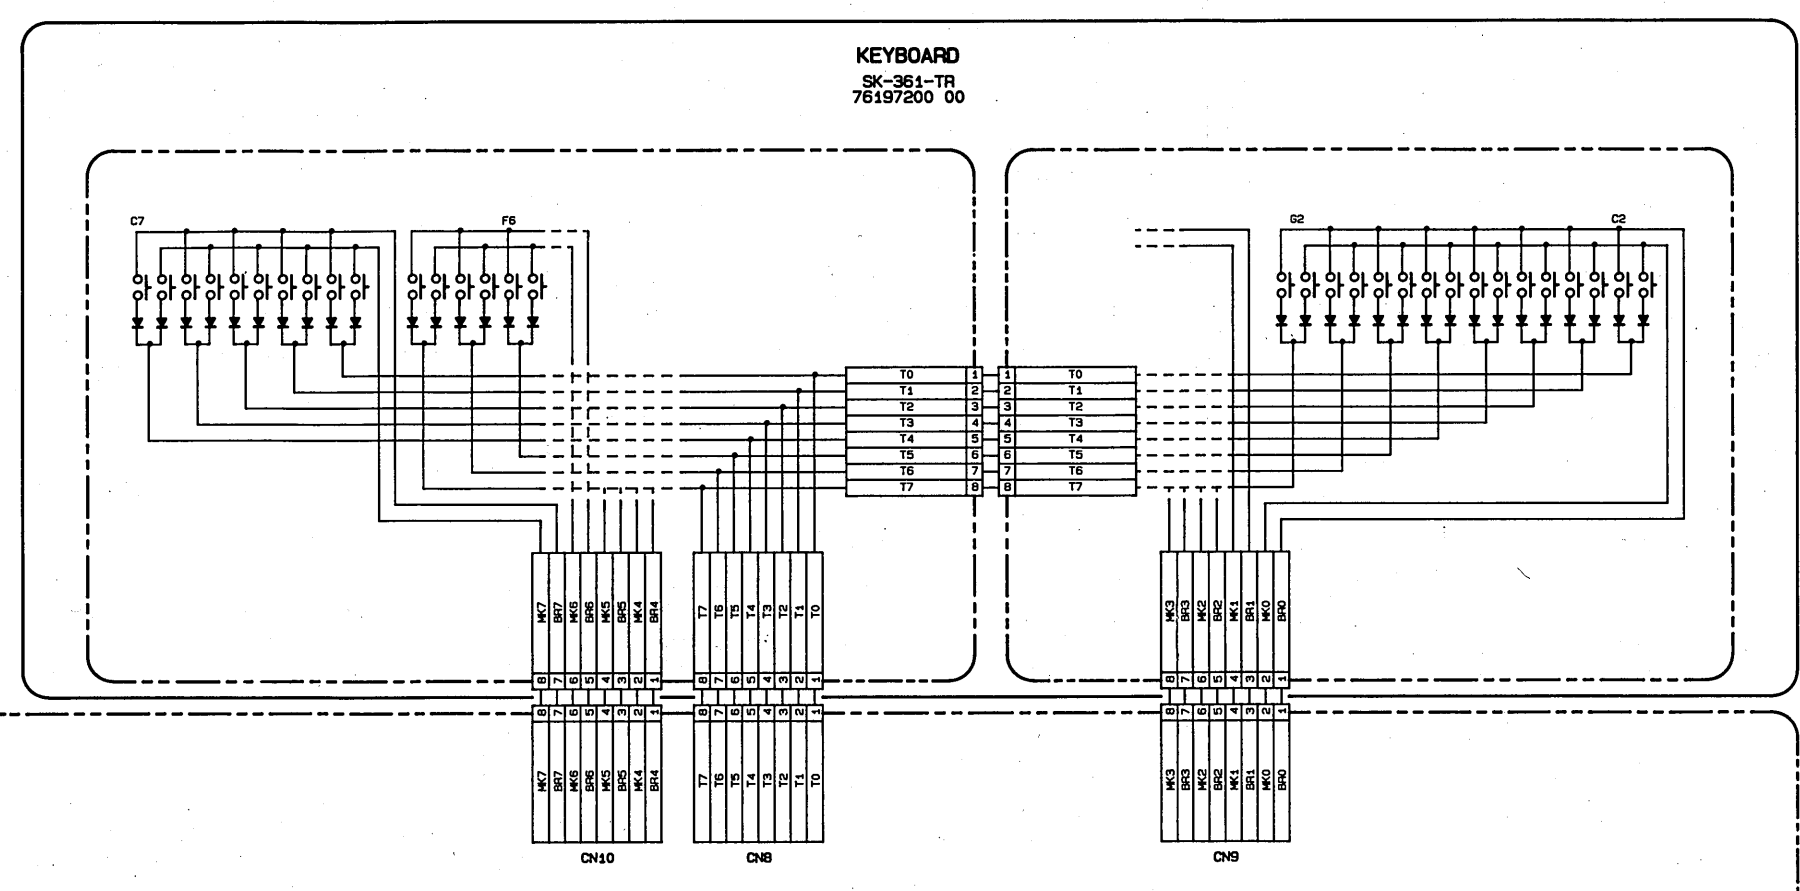 KEYBOARD
SK-361-TR
76197200 00
C7
F6
G2
C2
T0 1 1 T0
T1 2 2 T1
T2 3 3 T2
T3 4 4 T3
T4 5 5 T4
T5 6 6 T5
T6 7 7 T6
T7 8 8 T7
MK7 BR7 MK6 BR6 MK5 BR5 MK4 BR4
T7 T6 T5 T4 T3 T2 T1 T0
MK3 BR3 MK2 BR2 MK1 BR1 MK0 BR0
8 7 6 5 4 3 2 1
8 7 6 5 4 3 2 1
8 7 6 5 4 3 2 1
8 7 6 5 4 3 2 1
8 7 6 5 4 3 2 1
8 7 6 5 4 3 2 1
MK7 BR7 MK6 BR6 MK5 BR5 MK4 BR4
T7 T6 T5 T4 T3 T2 T1 T0
MK3 BR3 MK2 BR2 MK1 BR1 MK0 BR0
CN10
CN8
CN9